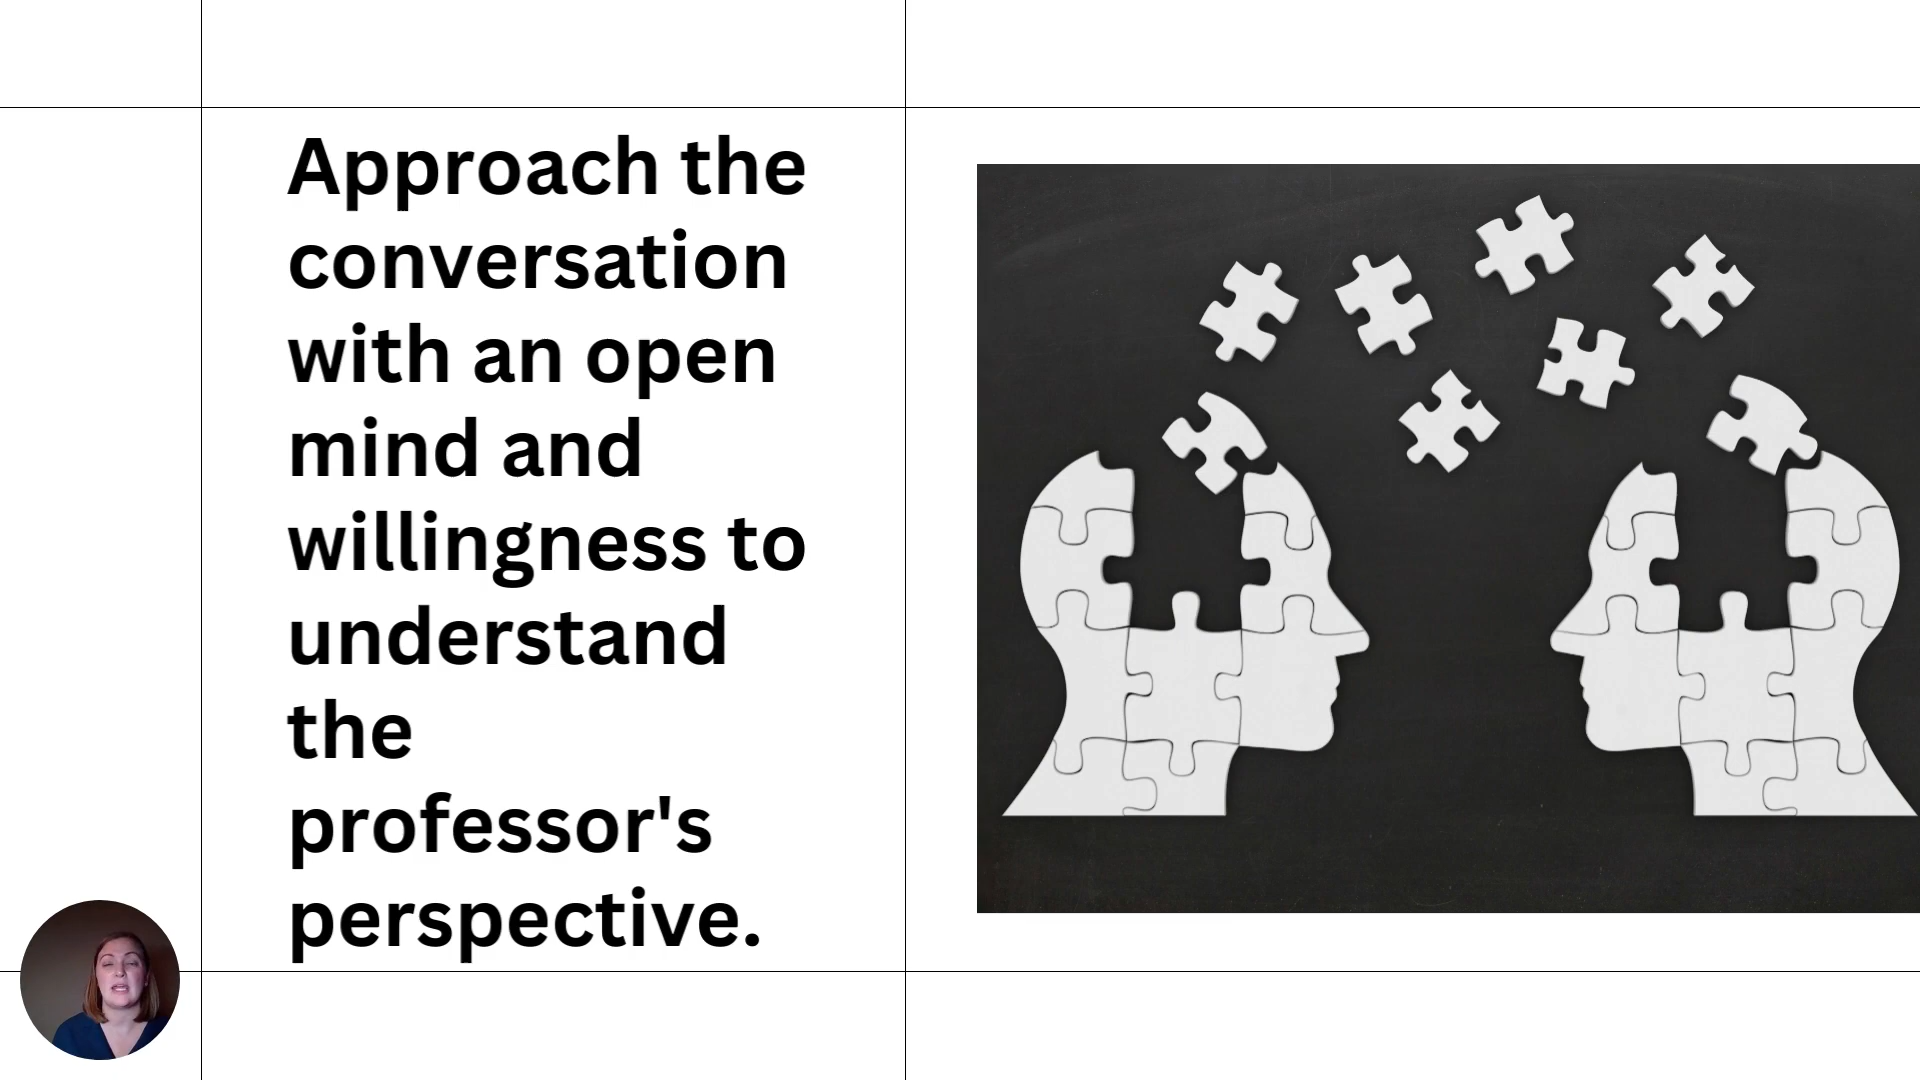 Approach the
conversation
with an open
mind and
willingness to
understand
the
professor's
perspective.